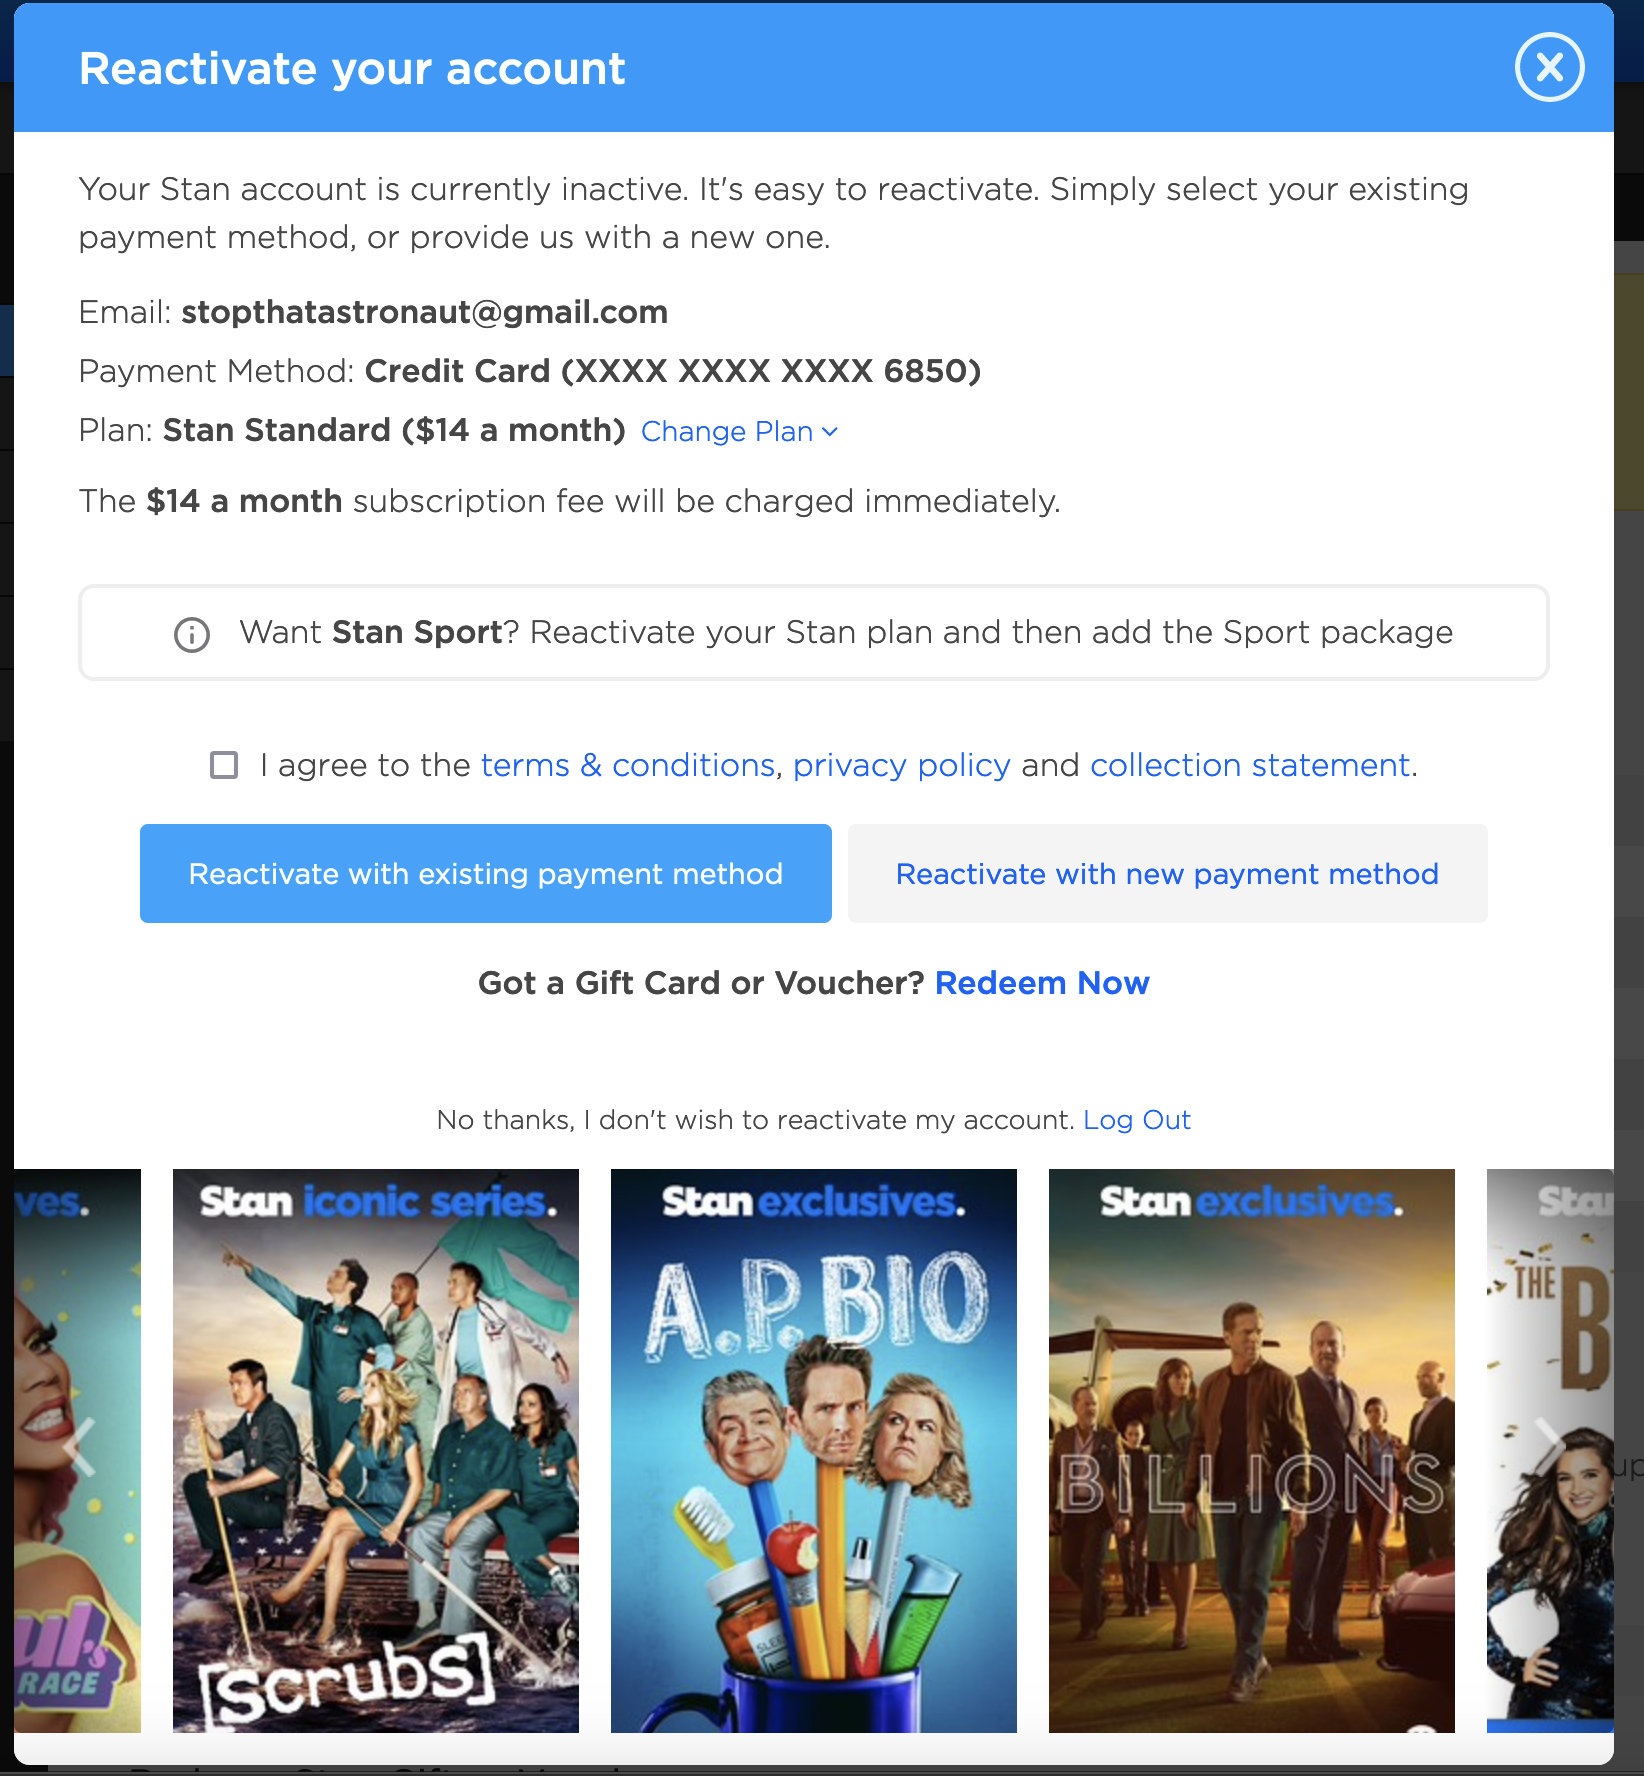 Reactivate your account
Your Stan account is currently inactive. It's easy to reactivate. Simply select your existing
payment method, or provide us with a new one.
Email: stopthatastronaut@gmail.com
Payment Method: Credit Card (XXXX XXXX XXXX 6850)
Plan: Stan Standard ($14 a month) Change Plan
The $14 a month subscription fee will be charged immediately.
Want Stan Sport? Reactivate your Stan plan and then add the Sport package
I agree to the terms & conditions, privacy policy and collection statement.
Reactivate with existing payment method
Reactivate with new payment method
Got a Gift Card or Voucher? Redeem Now
No thanks, I don't wish to reactivate my account. Log Out
ves.
ul's
RACE
Stan iconic series.
[scrubs]
Stan exclusives.
A.P. BIO
Stan exclusives.
BILLIONS
Stan
THE B
up